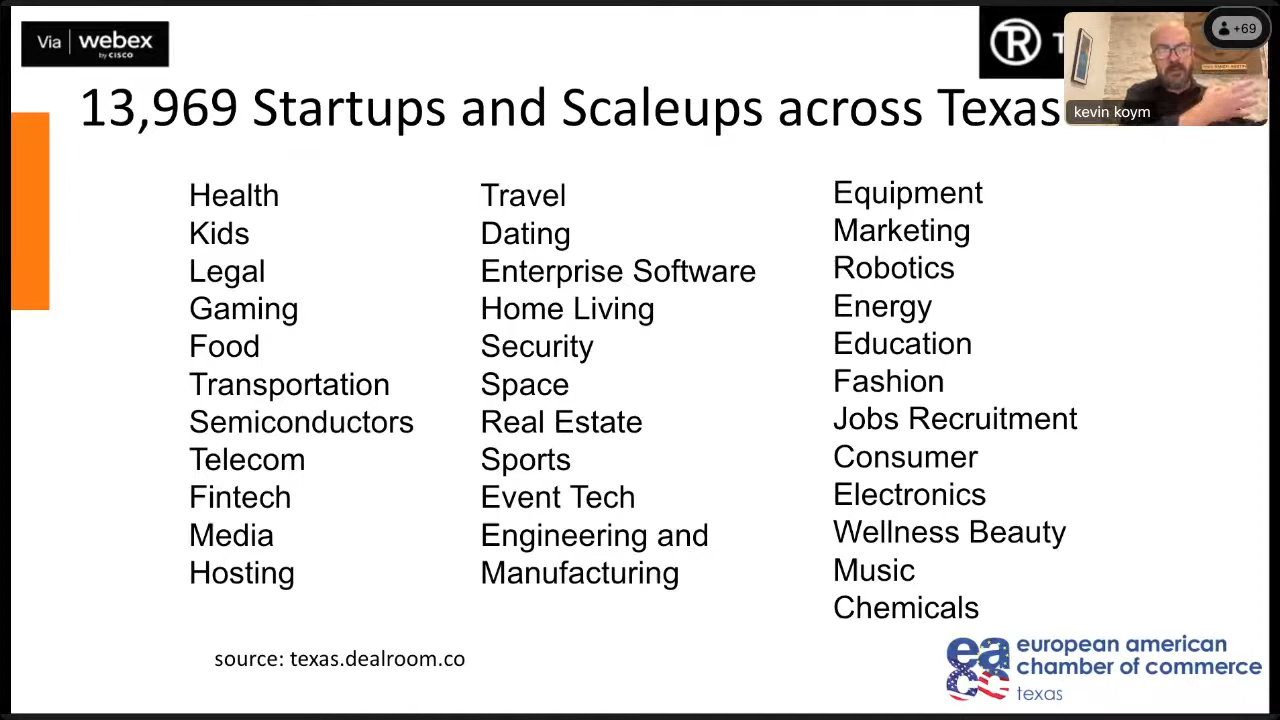 Via webex
by CISCO
R T
+69
kevin koym
13,969 Startups and Scaleups across Texas
Health
Kids
Legal
Gaming
Food
Transportation
Semiconductors
Telecom
Fintech
Media
Hosting
Travel
Dating
Enterprise Software
Home Living
Security
Space
Real Estate
Sports
Event Tech
Engineering and
Manufacturing
Equipment
Marketing
Robotics
Energy
Education
Fashion
Jobs Recruitment
Consumer
Electronics
Wellness Beauty
Music
Chemicals
source: texas.dealroom.co
eacc
european american
chamber of commerce
texas